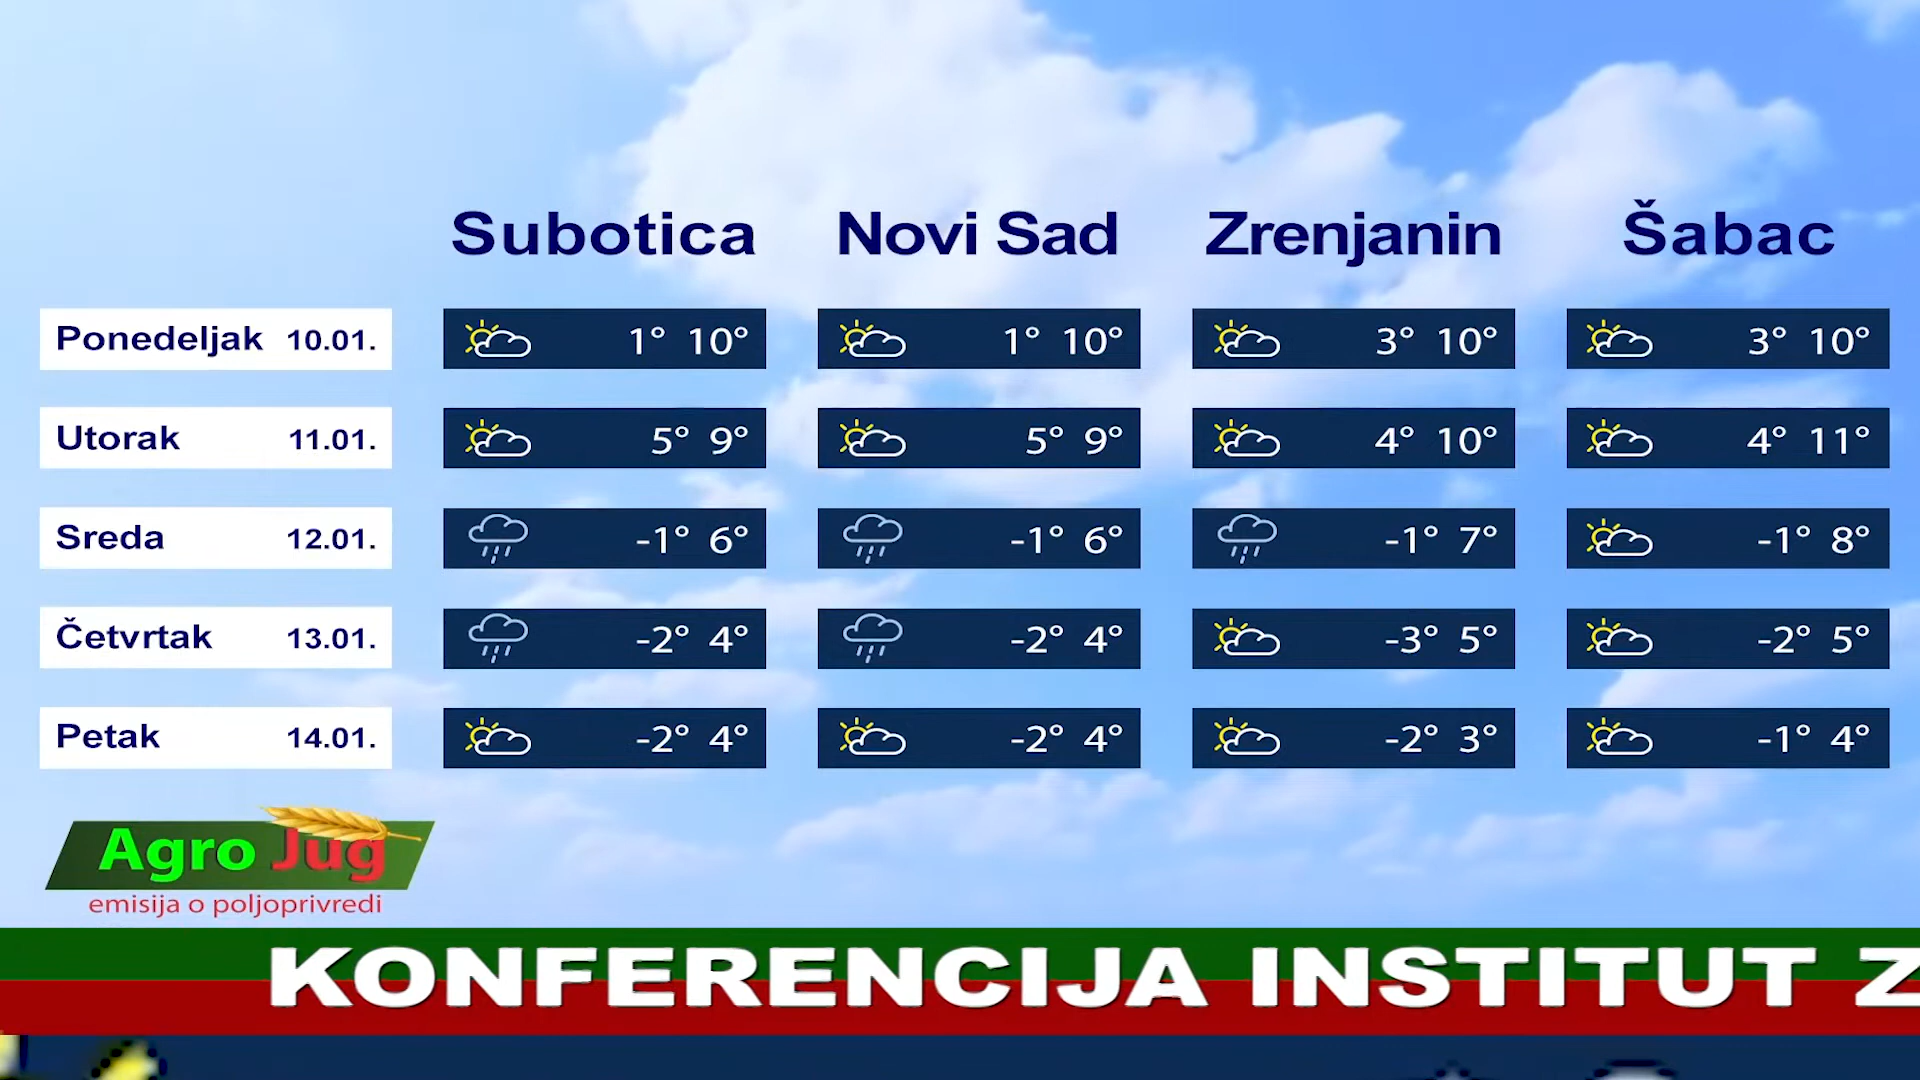 Subotica Novi Sad Zrenjanin Šabac
Ponedeljak 10.01. 1° 10° 1° 10° 3° 10° 3° 10°
Utorak 11.01. 5° 9° 5° 9° 4° 10° 4° 11°
Sreda 12.01. -1° 6° -1° 6° -1° 7° -1° 8°
Četvrtak 13.01. -2° 4° -2° 4° -3° 5° -2° 5°
Petak 14.01. -2° 4° -2° 4° -2° 3° -1° 4°
Agro Jug
emisija o poljoprivredi
KONFERENCIJA INSTITUT Z